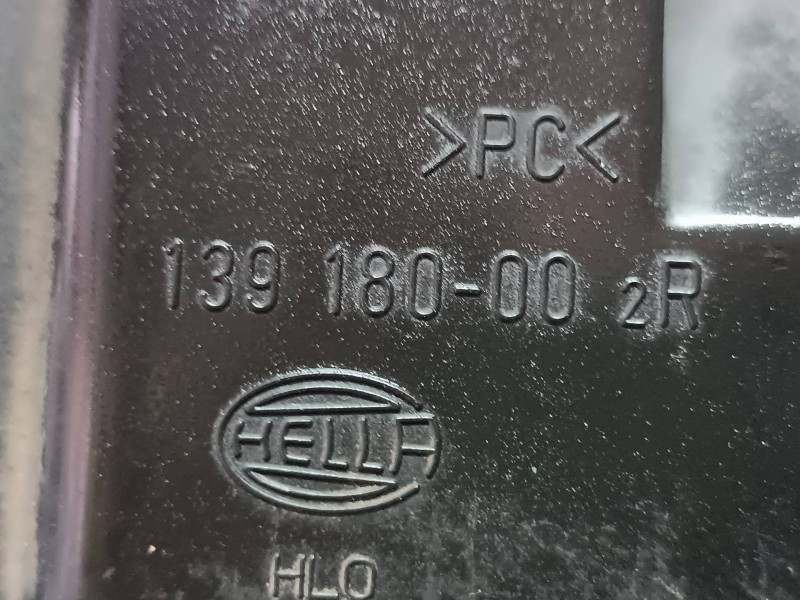 >PC<
139 180-00 2R
HELLA
HLO